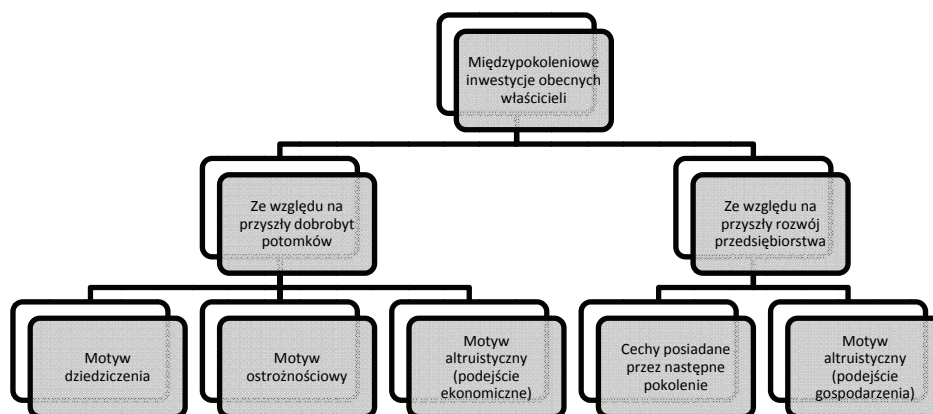 Międzypokoleniowe
inwestycje obecnych
właścicieli
Ze względu na
przyszły dobrobyt
potomków
Ze względu na
przyszły rozwój
przedsiębiorstwa
Motyw
dziedziczenia
Motyw
ostrożnościowy
Motyw
altruistyczny
(podejście
ekonomiczne)
Cechy posiadane
przez następne
pokolenie
Motyw
altruistyczny
(podejście
gospodarzenia)